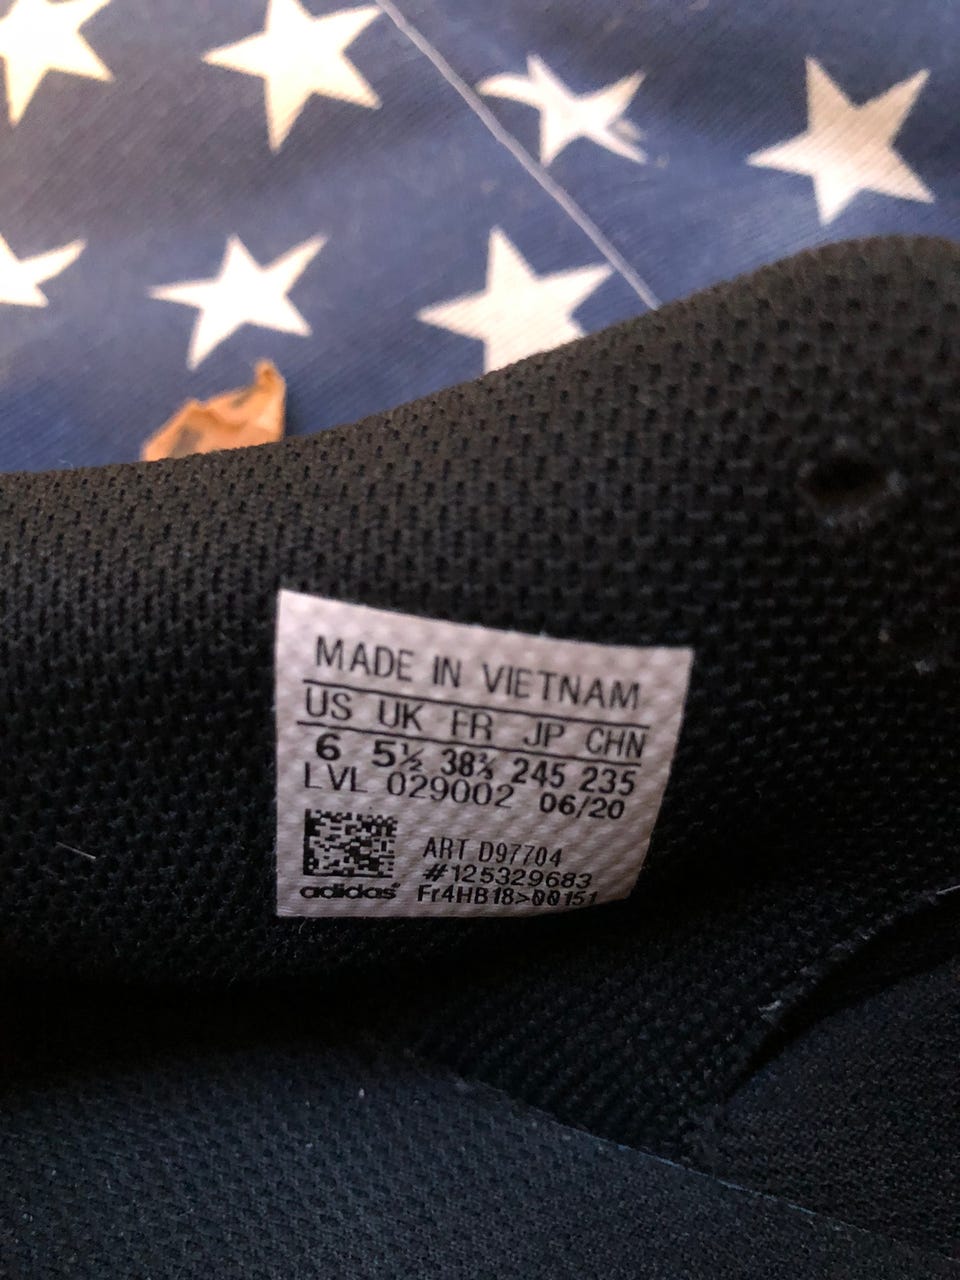 MADE IN VIETNAM
US UK FR JP CHN
6 5½ 38⅔ 245 235
LVL 029002 06/20
ART D97704
#125329683
adidas Fr4HB18>00151